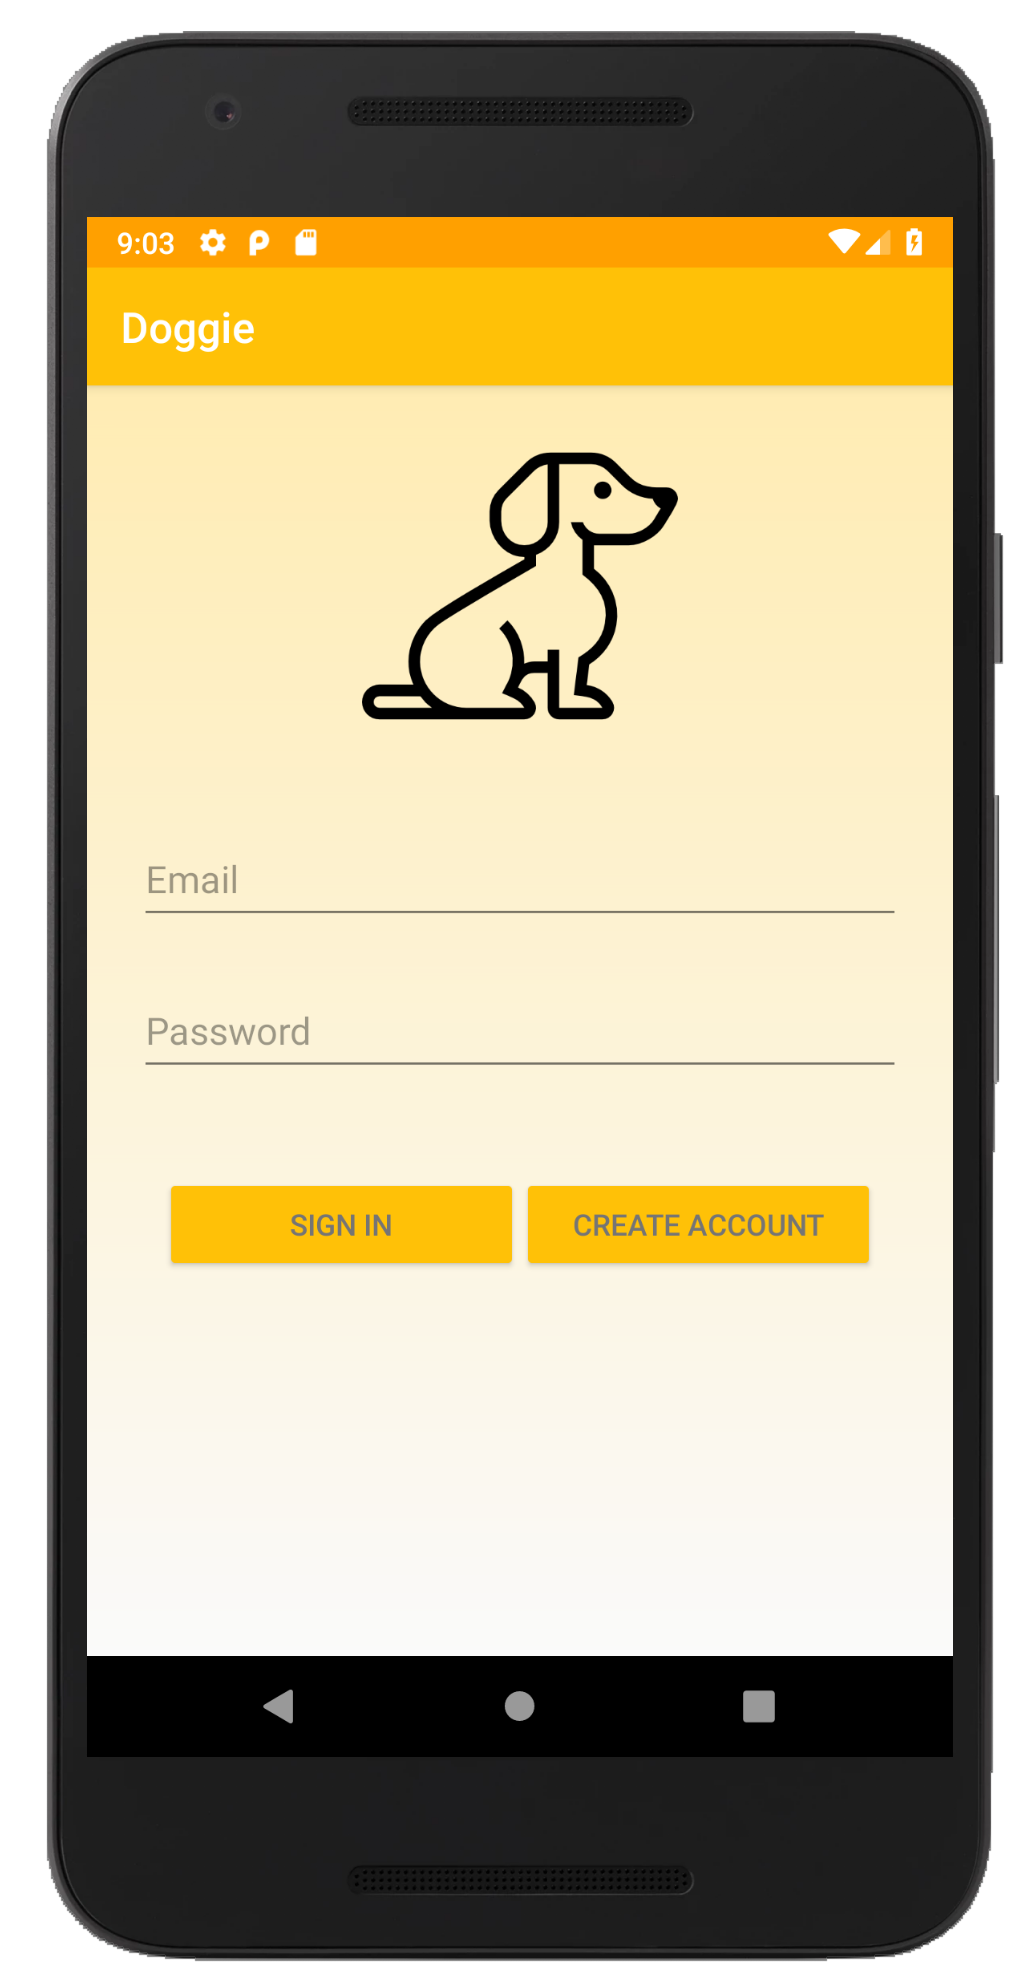 9:03
Doggie
Email
Password
SIGN IN CREATE ACCOUNT